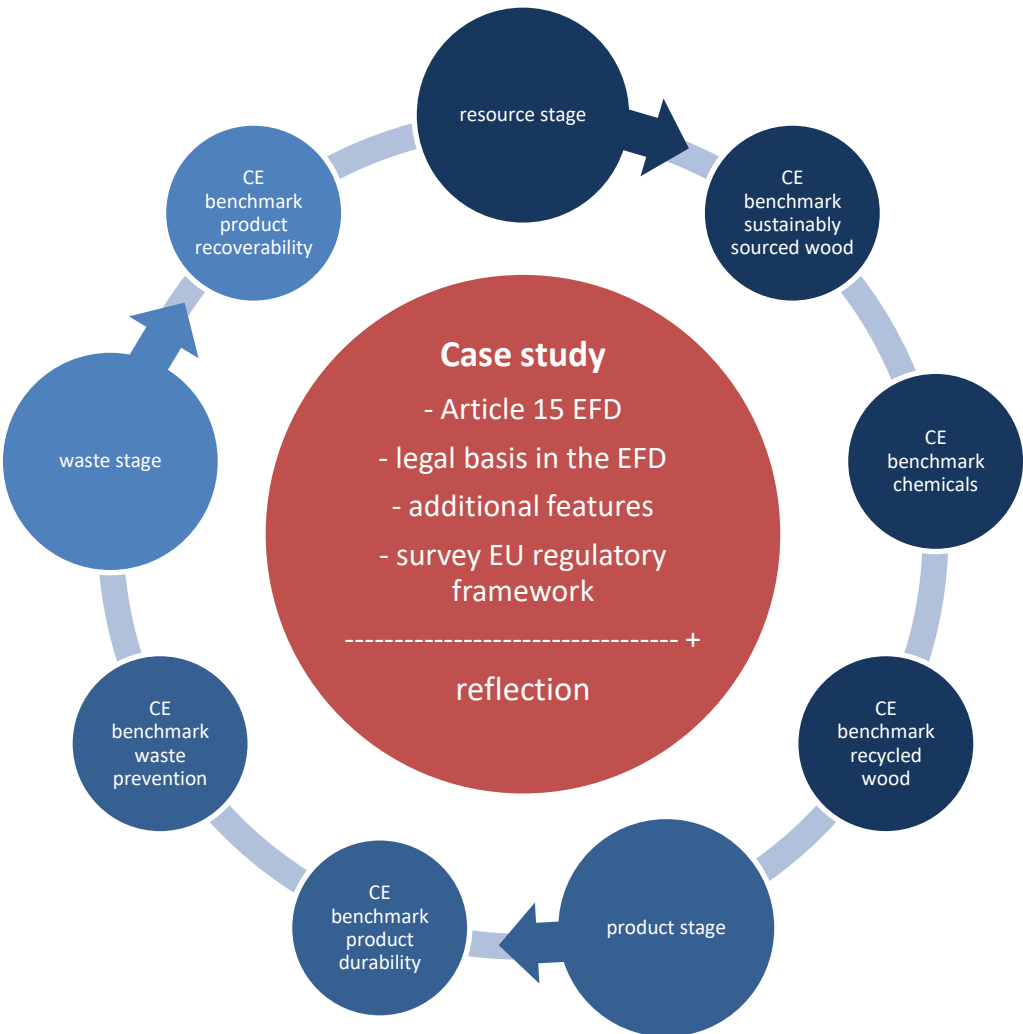 resource stage
CE
benchmark
sustainably
sourced wood
CE
benchmark
chemicals
CE
benchmark
recycled
wood
product stage
CE
benchmark
product
durability
CE
benchmark
waste
prevention
waste stage
CE
benchmark
product
recoverability
Case study
- Article 15 EFD
- legal basis in the EFD
- additional features
- survey EU regulatory
framework
---------------------------------- +
reflection